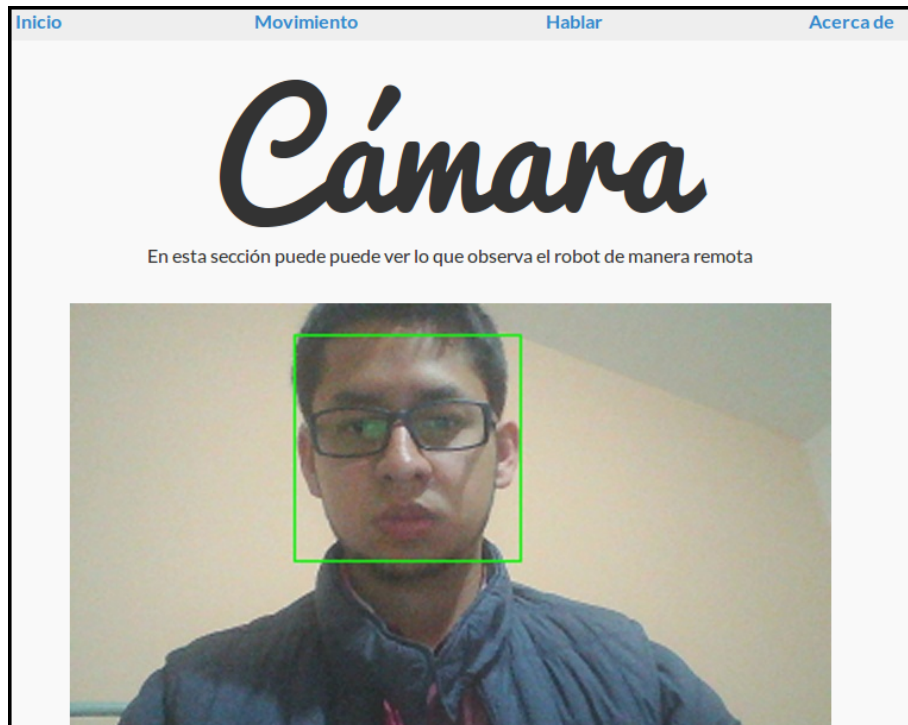 Inicio Movimiento Hablar Acerca de
Cámara
En esta sección puede puede ver lo que observa el robot de manera remota